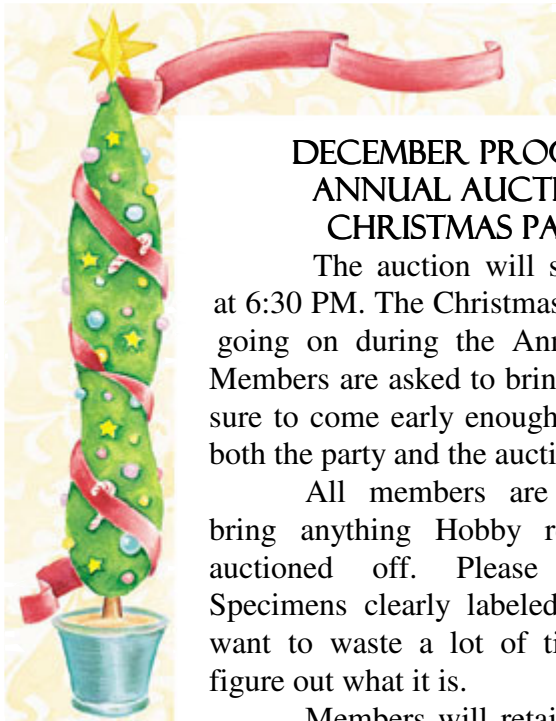 DECEMBER PROG
ANNUAL AUCTI
CHRISTMAS PA
The auction will s
at 6:30 PM. The Christmas
going on during the Ann
Members are asked to brin
sure to come early enough
both the party and the aucti
All members are
bring anything Hobby r
auctioned off. Please
Specimens clearly labeled
want to waste a lot of ti
figure out what it is.
Members will retai